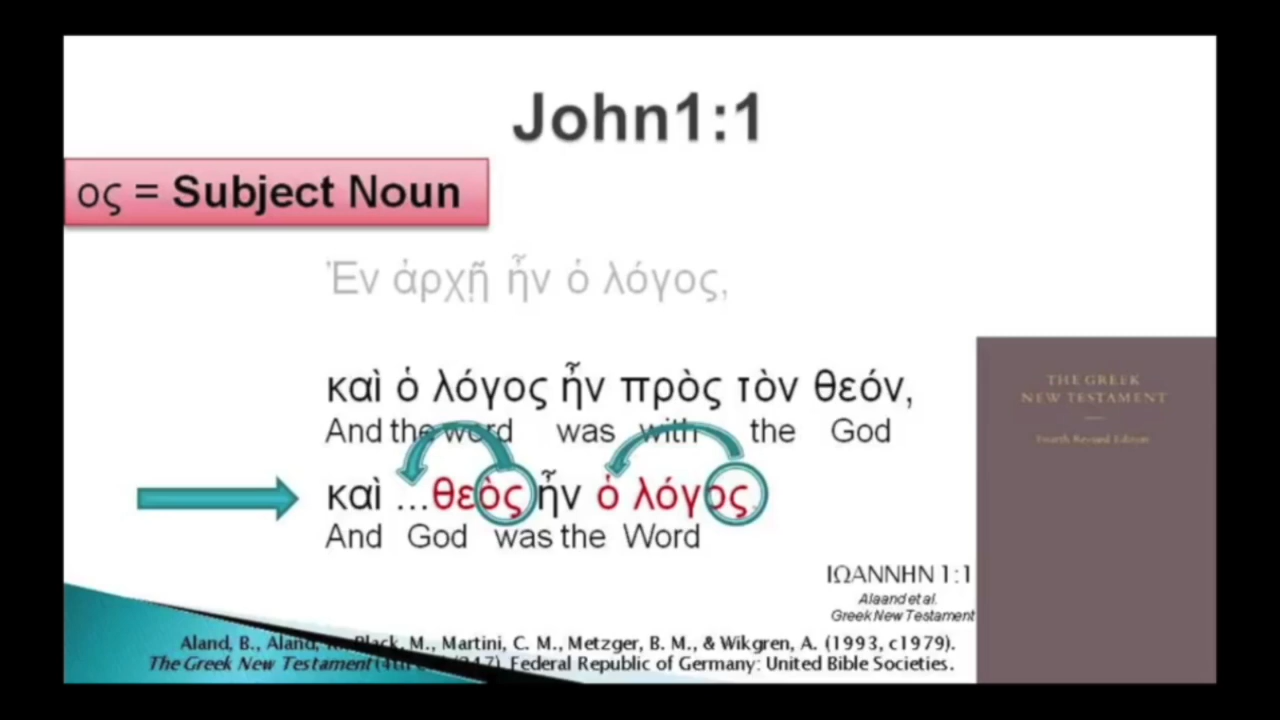 John1:1
ος = Subject Noun
Ἐν ἀρχῇ ἦν ὁ λόγος,
καὶ ὁ λόγος ἦν πρὸς τὸν θεόν,
And the word was with the God
καὶ ...θεὸς ἦν ὁ λόγος
And God was the Word
THE GREEK
NEW TESTAMENT
Fourth Revised Edition
ΙΩΑΝΝΗΝ 1:1
Alaand et al.
Greek New Testament
Aland, B., Aland, Black, M., Martini, C. M., Metzger, B. M., & Wikgren, A. (1993, c1979).
The Greek New Testament Federal Republic of Germany: United Bible Societies.